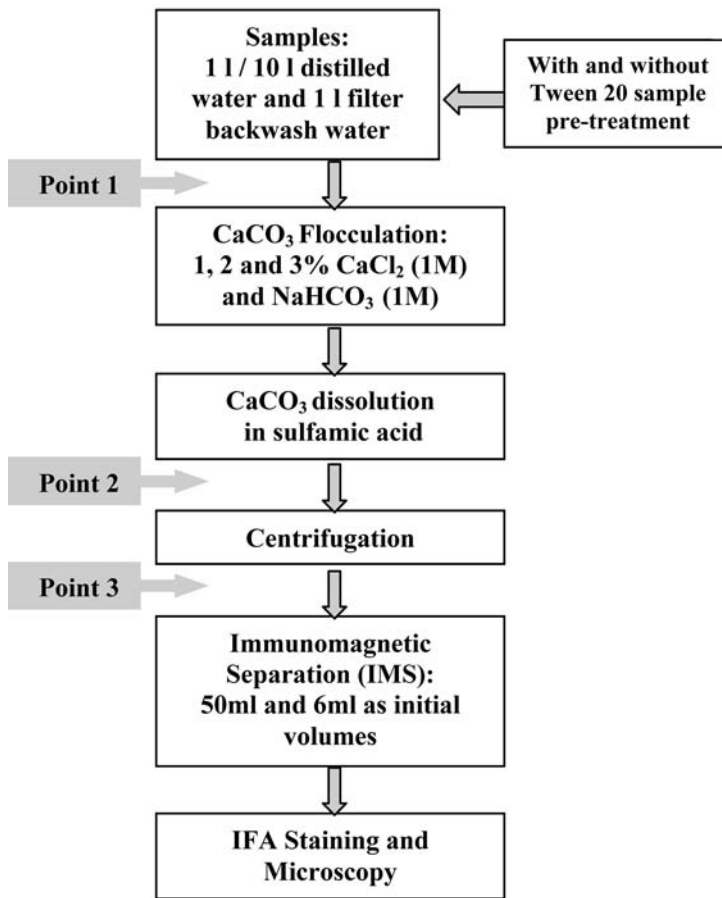 Samples:
1 l / 10 l distilled
water and 1 l filter
backwash water
With and without
Tween 20 sample
pre-treatment
Point 1
CaCO₃ Flocculation:
1, 2 and 3% CaCl₂ (1M)
and NaHCO₃ (1M)
CaCO₃ dissolution
in sulfamic acid
Point 2
Centrifugation
Point 3
Immunomagnetic
Separation (IMS):
50ml and 6ml as initial
volumes
IFA Staining and
Microscopy